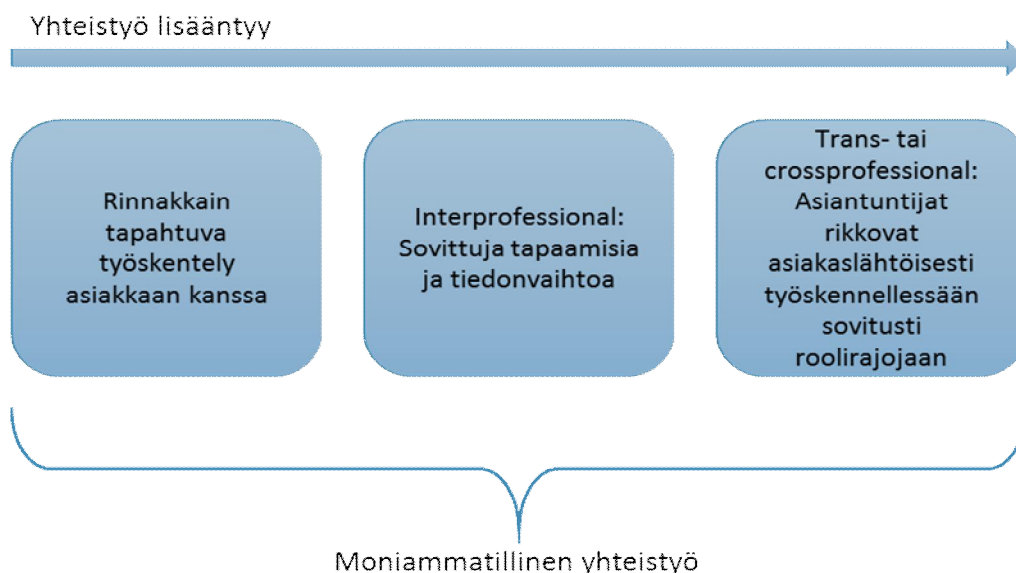 Yhteistyö lisääntyy
Rinnakkain
tapahtuva
työskentely
asiakkaan kanssa
Interprofessional:
Sovittuja tapaamisia
ja tiedonvaihtoa
Trans- tai
crossprofessional:
Asiantuntijat
rikkovat
asiakaslähtöisesti
työskennellessään
sovitusti
roolirajojaan
Moniammatillinen yhteistyö